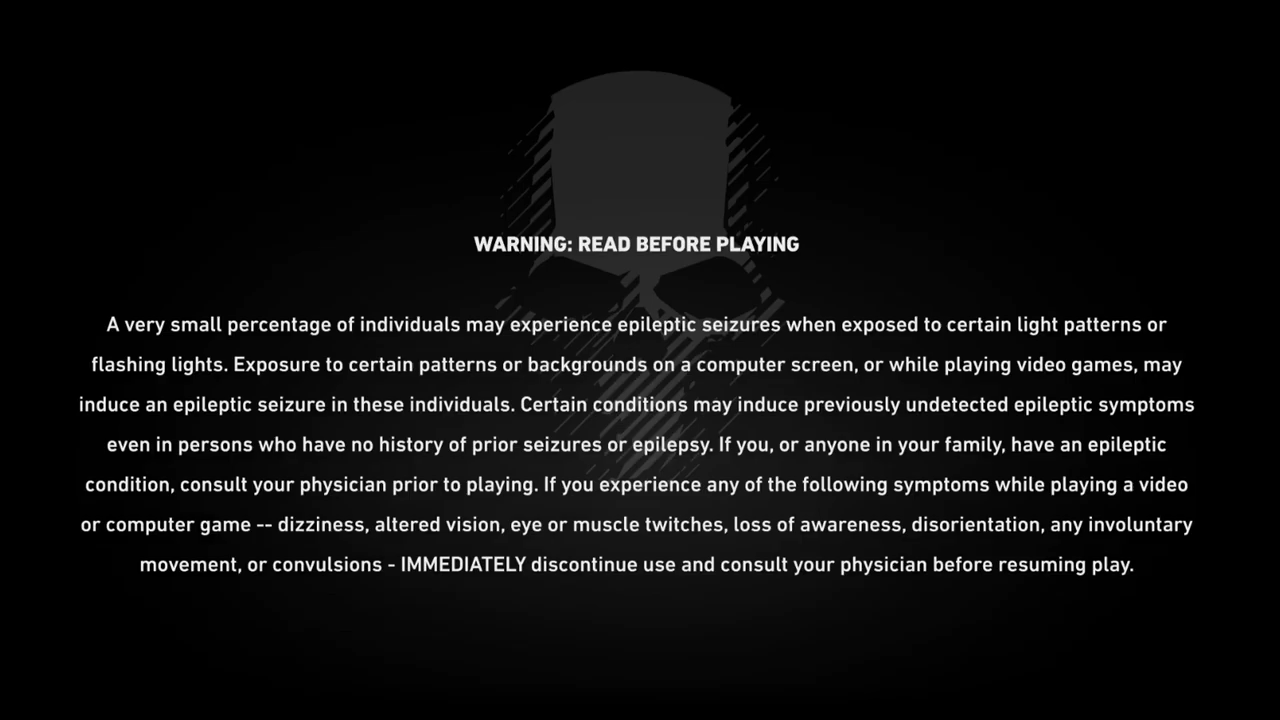 WARNING: READ BEFORE PLAYING
A very small percentage of individuals may experience epileptic seizures when exposed to certain light patterns or
flashing lights. Exposure to certain patterns or backgrounds on a computer screen, or while playing video games, may
induce an epileptic seizure in these individuals. Certain conditions may induce previously undetected epileptic symptoms
even in persons who have no history of prior seizures or epilepsy. If you, or anyone in your family, have an epileptic
condition, consult your physician prior to playing. If you experience any of the following symptoms while playing a video
or computer game -- dizziness, altered vision, eye or muscle twitches, loss of awareness, disorientation, any involuntary
movement, or convulsions - IMMEDIATELY discontinue use and consult your physician before resuming play.